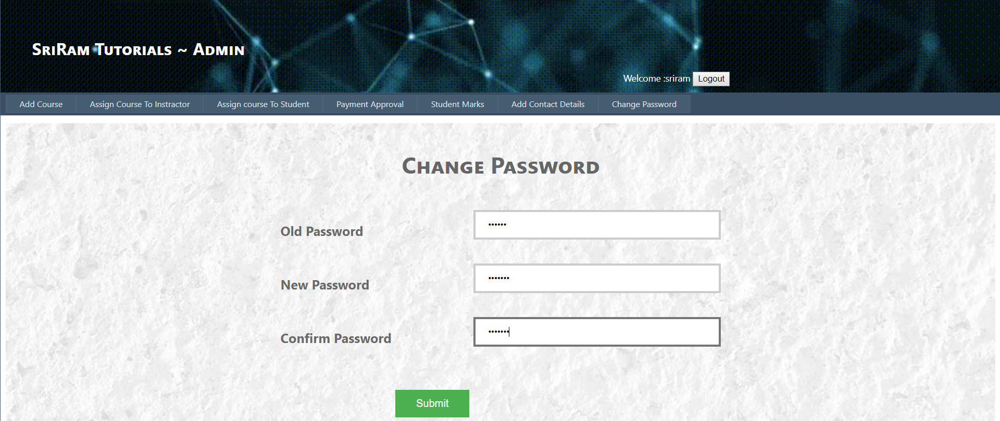 SriRam Tutorials ~ Admin
Welcome :sriram Logout
Add Course Assign Course To Instructor Assign course To Student Payment Approval Student Marks Add Contact Details Change Password
Change Password
Old Password ••••••
New Password •••••••
Confirm Password •••••••
Submit